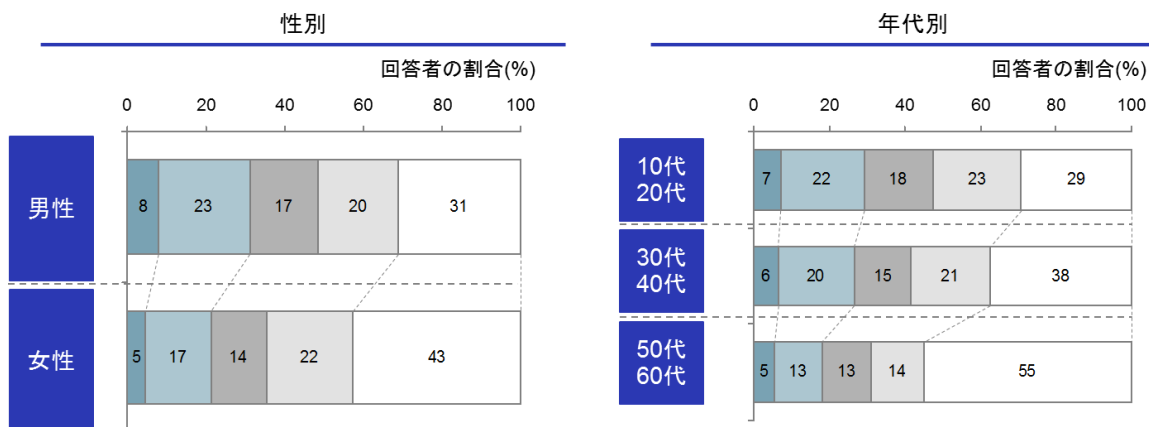 性別
回答者の割合(%)
0 20 40 60 80 100
男性
8 23 17 20 31
女性
5 17 14 22 43
年代別
回答者の割合(%)
0 20 40 60 80 100
10代
20代
7 22 18 23 29
30代
40代
6 20 15 21 38
50代
60代
5 13 13 14 55